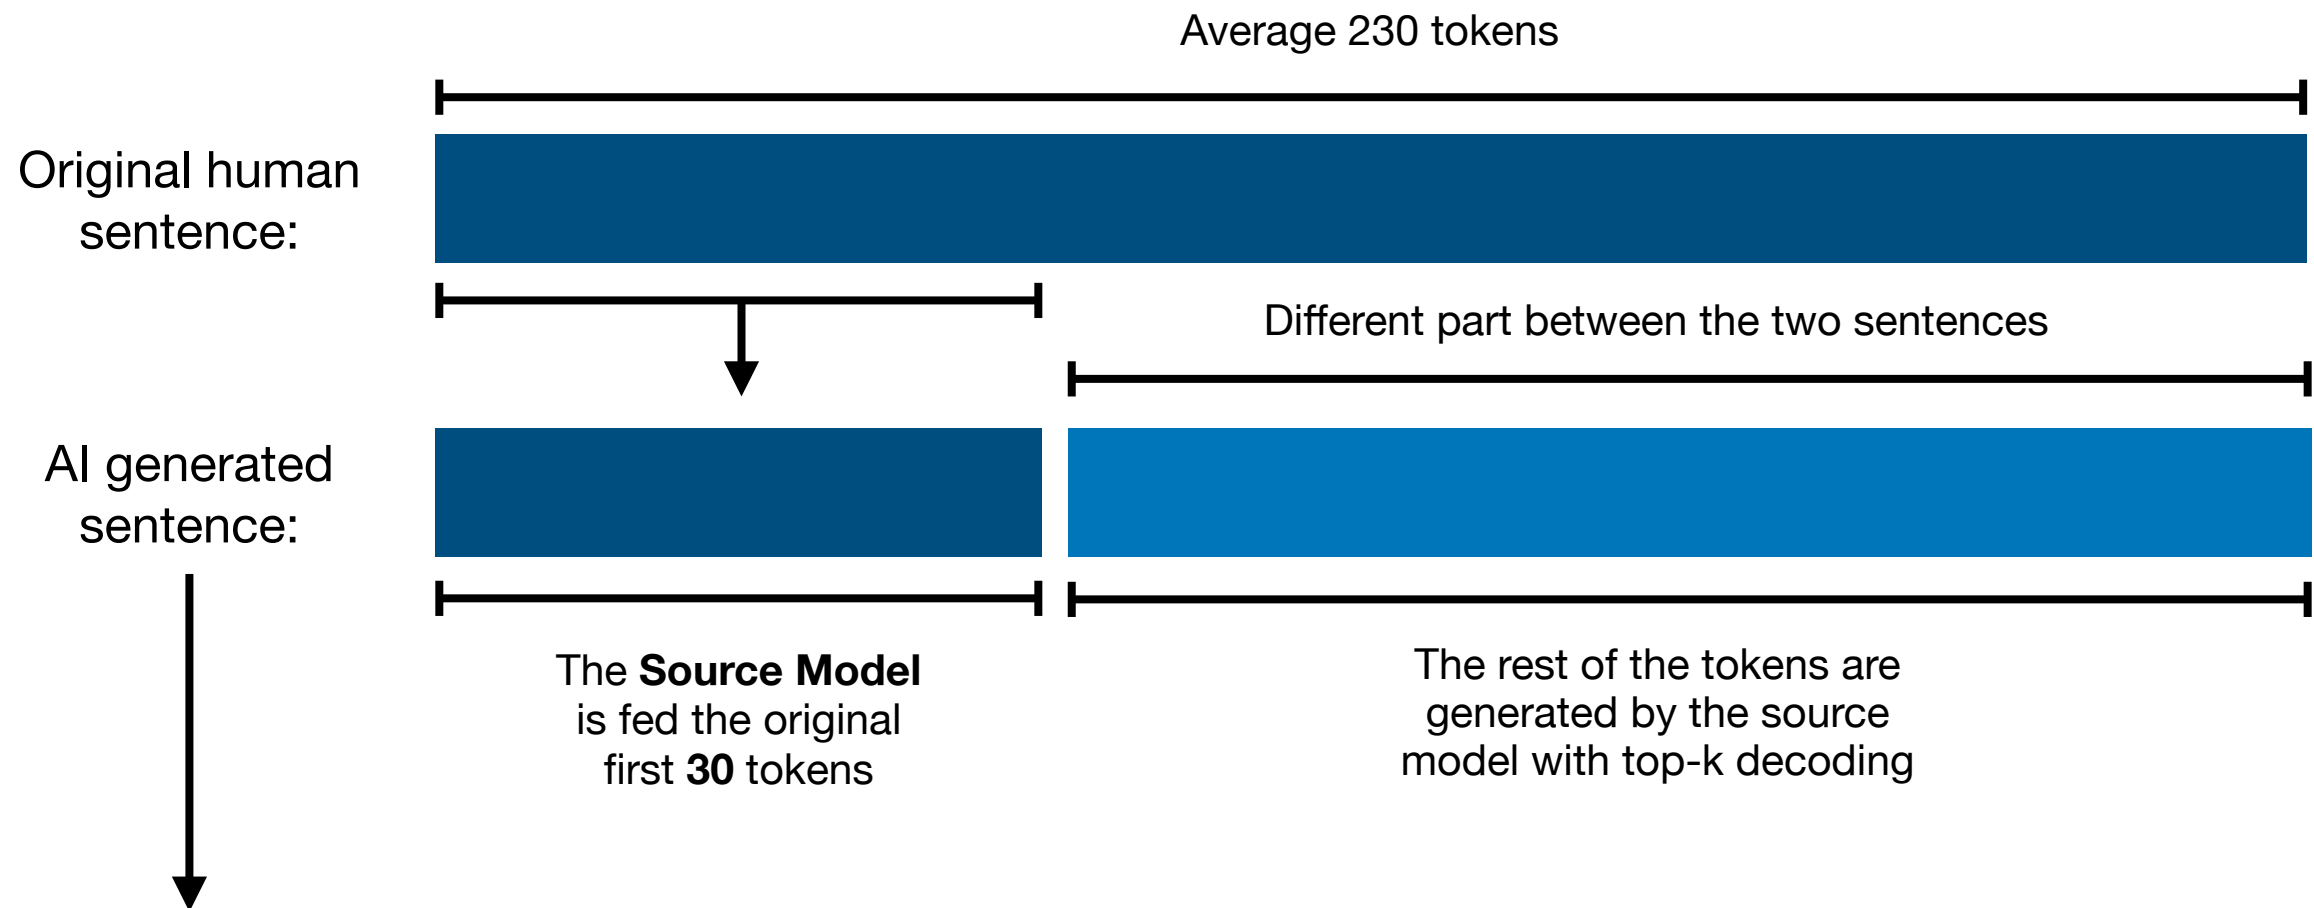 Average 230 tokens
Original human
sentence:
Different part between the two sentences
AI generated
sentence:
The Source Model
is fed the original
first 30 tokens
The rest of the tokens are
generated by the source
model with top-k decoding